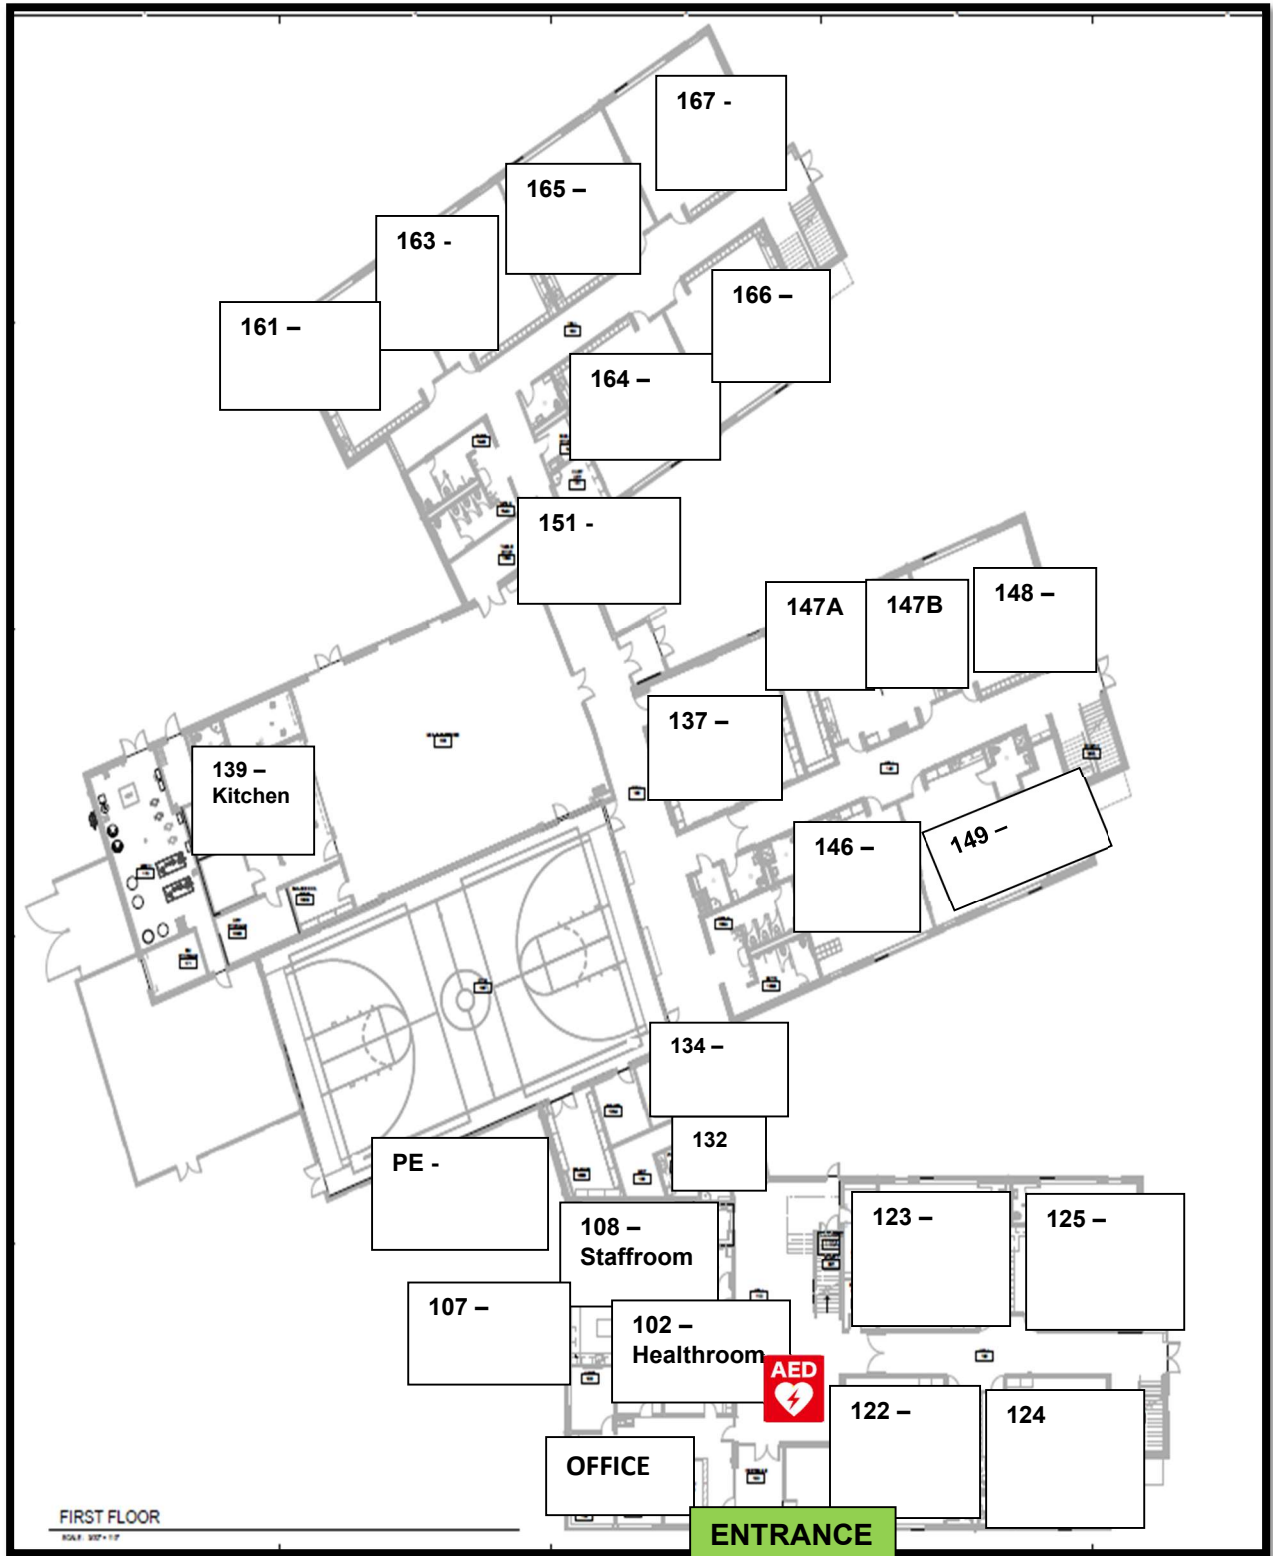 167 -
165 –
163 -
166 –
161 –
164 –
151 -
147A
147B
148 –
137 –
139 –
Kitchen
146 –
149 –
134 –
132
PE -
123 –
125 –
108 –
Staffroom
107 –
102 –
Healthroom
AED
122 –
124
OFFICE
FIRST FLOOR
ENTRANCE